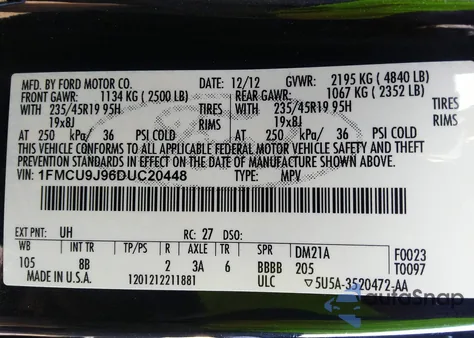 MFD. BY FORD MOTOR CO. DATE: 12/12 GVWR: 2195 KG ( 4840 LB)
FRONT GAWR: 1134 KG ( 2500 LB) REAR GAWR: 1067 KG ( 2352 LB)
WITH 235/45R19 95H TIRES WITH 235/45R19 95H TIRES
19x8J RIMS 19x8J RIMS
AT 250 kPa/ 36 PSI COLD AT 250 kPa/ 36 PSI COLD
THIS VEHICLE CONFORMS TO ALL APPLICABLE FEDERAL MOTOR VEHICLE SAFETY AND THEFT
PREVENTION STANDARDS IN EFFECT ON THE DATE OF MANUFACTURE SHOWN ABOVE.
VIN: 1FMCU9J96DUC20448 TYPE: MPV
EXT PNT: UH RC: 27 DSO:
WB INT TR TP/PS R AXLE TR SPR DM21A F0023
105 8B 2 3A 6 BBBB 205 T0097
MADE IN U.S.A. 1201212211881 ULC ▽5U5A-3520472-AA
autoSnap